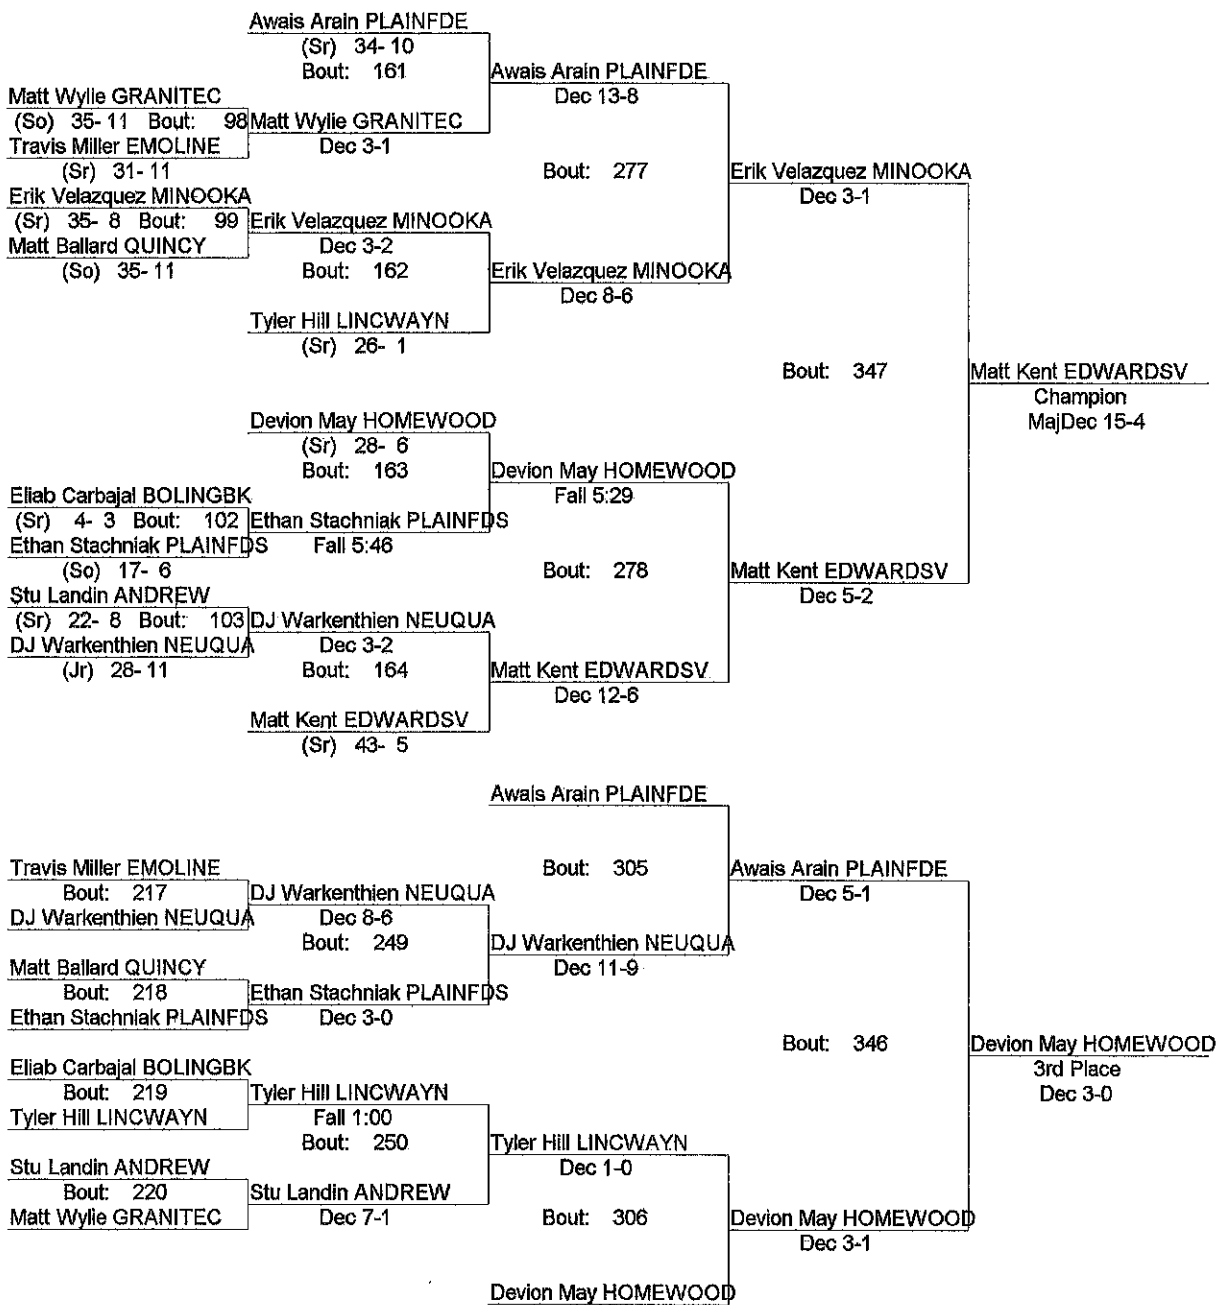 Awais Arain PLAINFDE
(Sr) 34- 10
Bout: 161
Awais Arain PLAINFDE
Dec 13-8
Matt Wylie GRANITEC
(So) 35- 11 Bout: 98
Matt Wylie GRANITEC
Travis Miller EMOLINE
Dec 3-1
(Sr) 31- 11
Bout: 277
Erik Velazquez MINOOKA
Dec 3-1
Erik Velazquez MINOOKA
(Sr) 35- 8 Bout: 99
Erik Velazquez MINOOKA
Matt Ballard QUINCY
Dec 3-2
(So) 35- 11
Bout: 162
Erik Velazquez MINOOKA
Dec 8-6
Tyler Hill LINCWAYN
(Sr) 26- 1
Bout: 347
Matt Kent EDWARDSV
Champion
MajDec 15-4
Devion May HOMEWOOD
(Sr) 28- 6
Bout: 163
Devion May HOMEWOOD
Fall 5:29
Eliab Carbajal BOLINGBK
(Sr) 4- 3 Bout: 102
Ethan Stachniak PLAINFDS
Ethan Stachniak PLAINFDS
Fall 5:46
(So) 17- 6
Bout: 278
Matt Kent EDWARDSV
Dec 5-2
Stu Landin ANDREW
(Sr) 22- 8 Bout: 103
DJ Warkenthien NEUQUA
DJ Warkenthien NEUQUA
Dec 3-2
(Jr) 28- 11
Bout: 164
Matt Kent EDWARDSV
Dec 12-6
Matt Kent EDWARDSV
(Sr) 43- 5
Awais Arain PLAINFDE
Bout: 305
Awais Arain PLAINFDE
Dec 5-1
Travis Miller EMOLINE
Bout: 217
DJ Warkenthien NEUQUA
DJ Warkenthien NEUQUA
Dec 8-6
Bout: 249
DJ Warkenthien NEUQUA
Dec 11-9
Matt Ballard QUINCY
Bout: 218
Ethan Stachniak PLAINFDS
Ethan Stachniak PLAINFDS
Dec 3-0
Bout: 346
Devion May HOMEWOOD
3rd Place
Dec 3-0
Eliab Carbajal BOLINGBK
Bout: 219
Tyler Hill LINCWAYN
Tyler Hill LINCWAYN
Fall 1:00
Bout: 250
Tyler Hill LINCWAYN
Dec 1-0
Stu Landin ANDREW
Bout: 220
Stu Landin ANDREW
Matt Wylie GRANITEC
Dec 7-1
Bout: 306
Devion May HOMEWOOD
Dec 3-1
Devion May HOMEWOOD